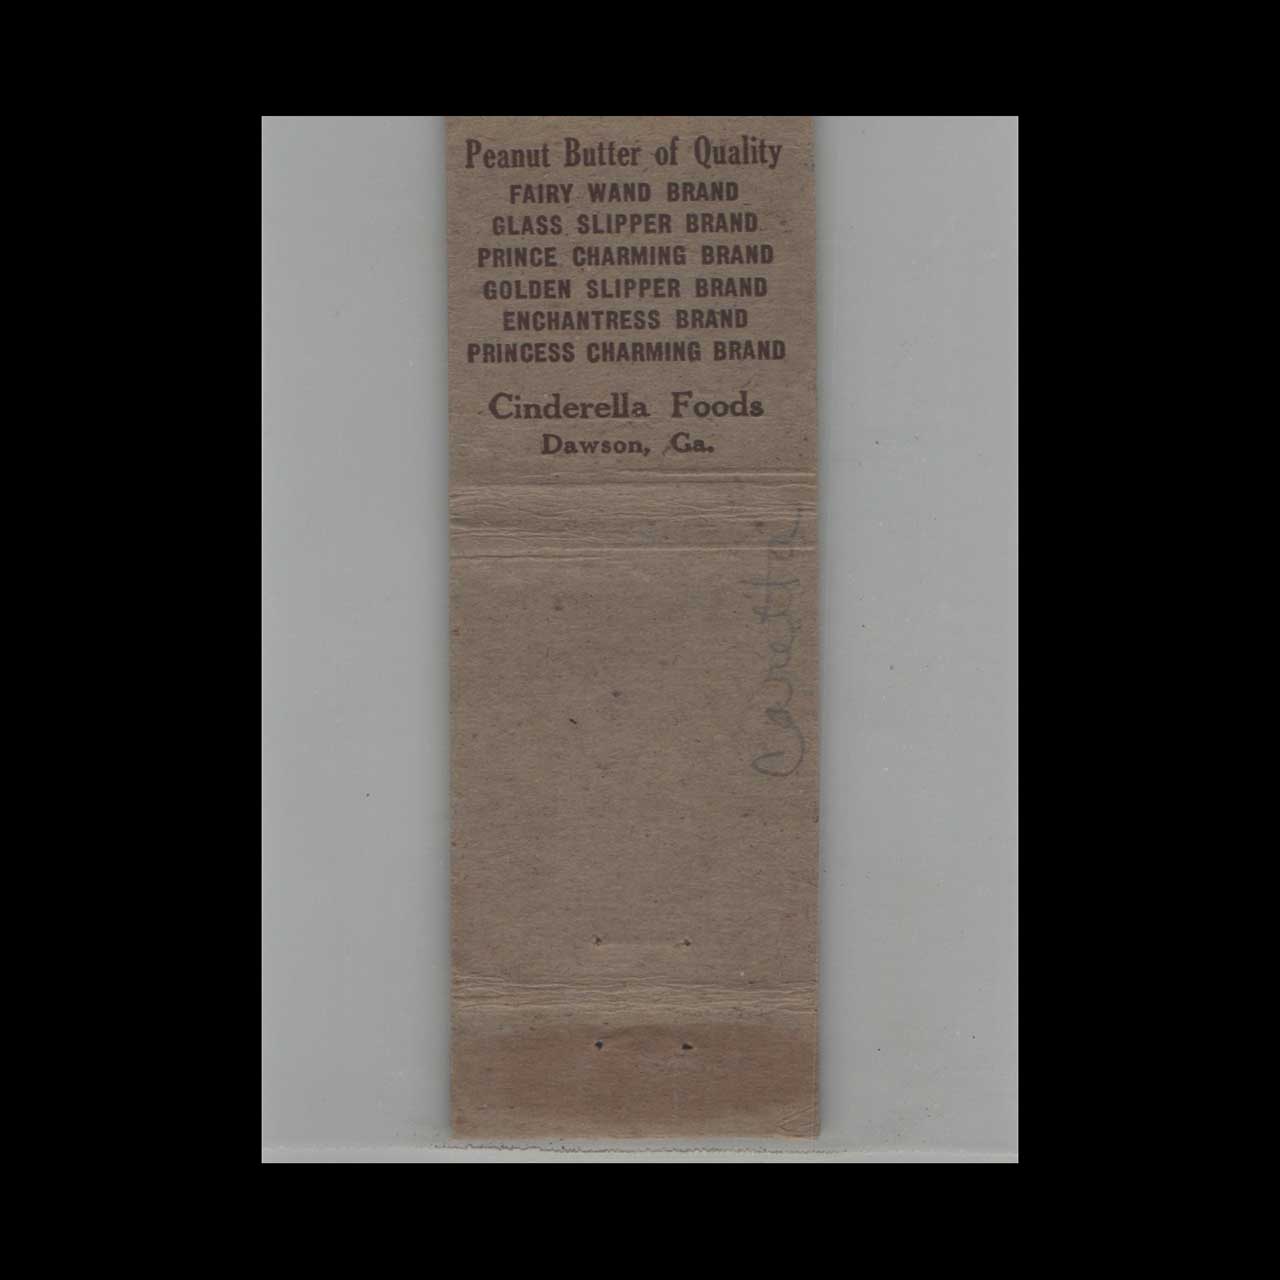 Peanut Butter of Quality
FAIRY WAND BRAND
GLASS SLIPPER BRAND
PRINCE CHARMING BRAND
GOLDEN SLIPPER BRAND
ENCHANTRESS BRAND
PRINCESS CHARMING BRAND
Cinderella Foods
Dawson, Ga.